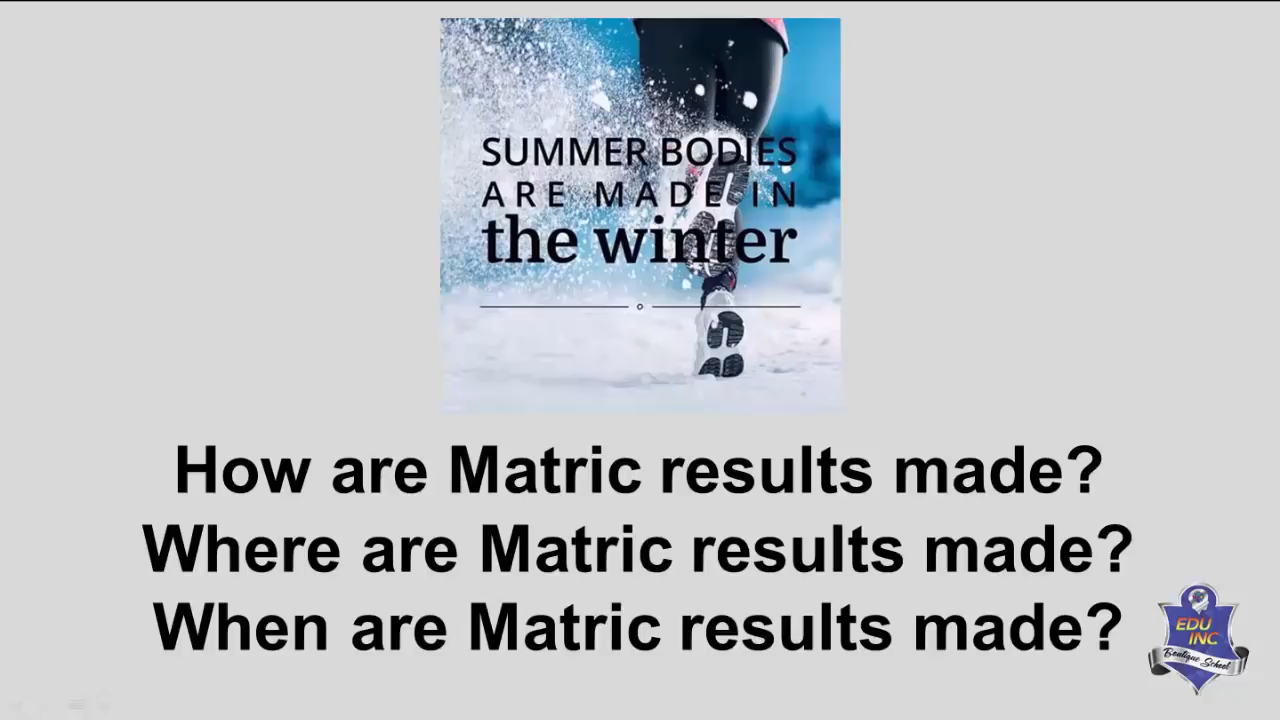 SUMMER BODIES
ARE MADE IN
the winter
How are Matric results made?
Where are Matric results made?
When are Matric results made?
EDU
INC
Boutique School